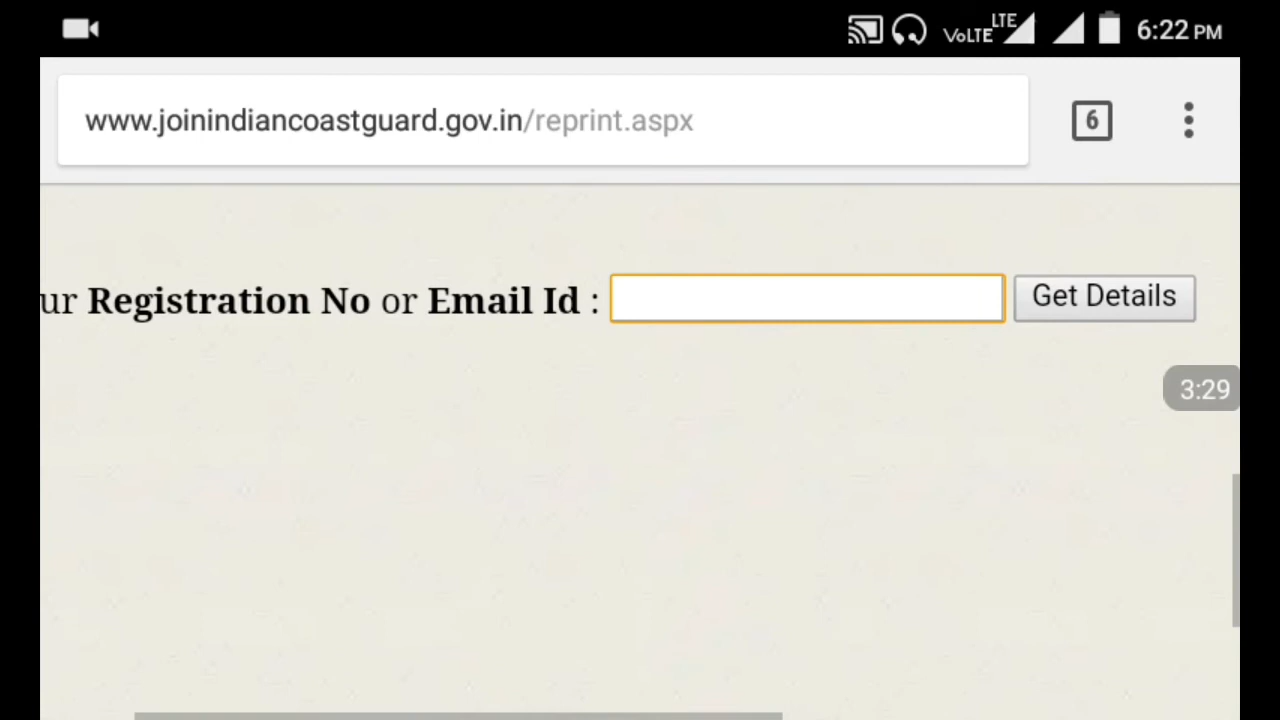 VoLTE LTE 6:22 PM
www.joinindiancoastguard.gov.in/reprint.aspx 6
ur Registration No or Email Id : Get Details
3:29